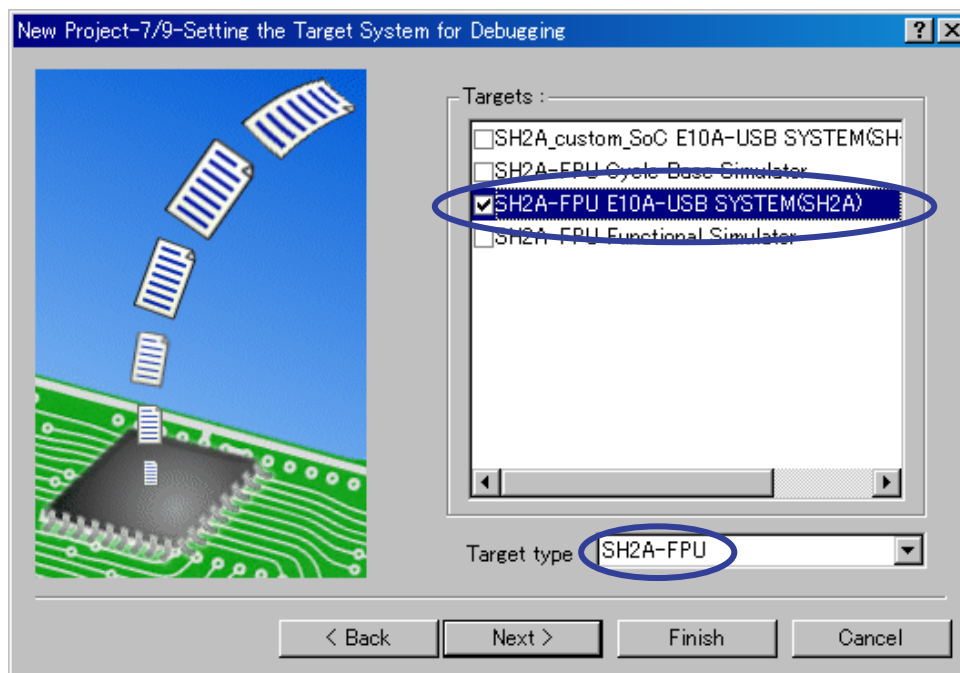 New Project-7/9-Setting the Target System for Debugging
Targets :
SH2A_custom_SoC E10A-USB SYSTEM(SH-
SH2A-FPU Cycle Base Simulator
SH2A-FPU E10A-USB SYSTEM(SH2A)
SH2A-FPU Functional Simulator
Target type
SH2A-FPU
< Back
Next >
Finish
Cancel